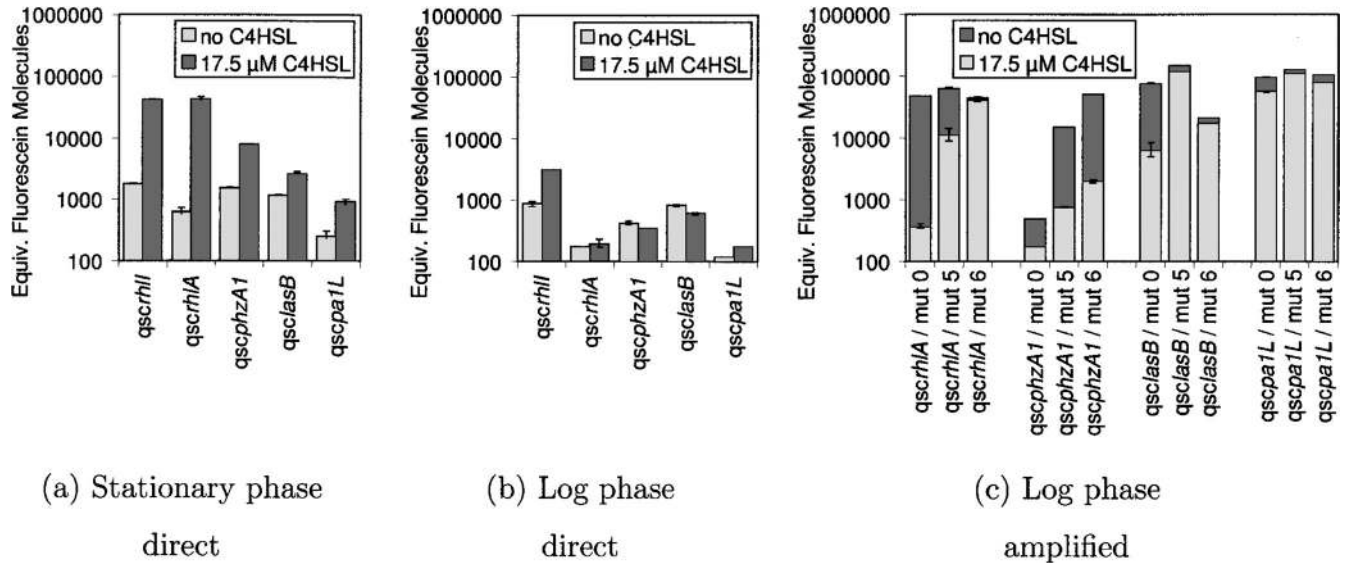 Equiv. Fluorescein Molecules
1000000
100000
10000
1000
100
no C4HSL
17.5 µM C4HSL
qscrhlI
qscrhlA
qscphzA1
qsclasB
qscpa1L
(a) Stationary phase
direct
Equiv. Fluorescein Molecules
1000000
100000
10000
1000
100
no C4HSL
17.5 µM C4HSL
qscrhlI
qscrhlA
qscphzA1
qsclasB
qscpa1L
(b) Log phase
direct
Equiv. Fluorescein Molecules
1000000
100000
10000
1000
100
no C4HSL
17.5 µM C4HSL
qscrhlA / mut 0
qscrhlA / mut 5
qscrhlA / mut 6
qscphzA1 / mut 0
qscphzA1 / mut 5
qscphzA1 / mut 6
qsclasB / mut 0
qsclasB / mut 5
qsclasB / mut 6
qscpa1L / mut 0
qscpa1L / mut 5
qscpa1L / mut 6
(c) Log phase
amplified